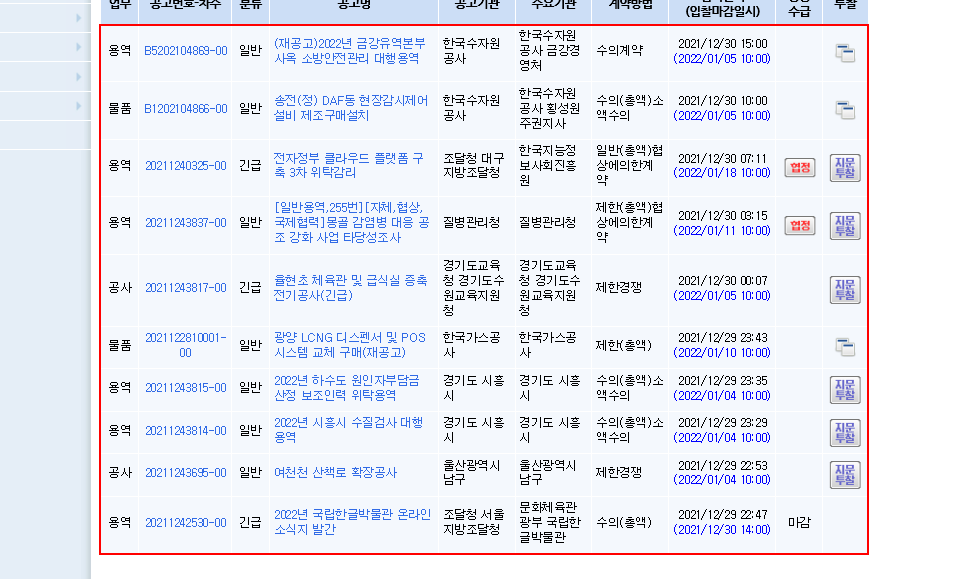 업무 공고번호-차수 분류 공고명 공고기관 수요기관 계약방법 (입찰마감일시) 수급 투찰
용역 B5202104869-00 일반 (재공고)2022년 금강유역본부 사옥 소방안전관리 대행용역 한국수자원공사 한국수자원공사 금강경영처 수의계약 2021/12/30 15:00 (2022/01/05 10:00)
물품 B1202104866-00 일반 송전(정) DAF동 현장감시제어설비 제조구매설치 한국수자원공사 한국수자원공사 횡성원주권지사 수의(총액)소액수의 2021/12/30 10:00 (2022/01/05 10:00)
용역 20211240325-00 긴급 전자정부 클라우드 플랫폼 구축 3차 위탁감리 조달청 대구지방조달청 한국지능정보사회진흥원 일반(총액)협상에의한계약 2021/12/30 07:11 (2022/01/18 10:00) 협정 지문투찰
용역 20211243837-00 일반 [일반용역,255번][자체,협상,국제협력]몽골 감염병 대응 공조 강화 사업 타당성조사 질병관리청 질병관리청 제한(총액)협상에의한계약 2021/12/30 03:15 (2022/01/11 10:00) 협정 지문투찰
공사 20211243817-00 긴급 율현초 체육관 및 급식실 증축 전기공사(긴급) 경기도교육청 경기도수원교육지원청 경기도교육청 경기도수원교육지원청 제한경쟁 2021/12/30 00:07 (2022/01/05 10:00) 지문투찰
물품 2021122810001-00 일반 광양 LCNG 디스펜서 및 POS 시스템 교체 구매(재공고) 한국가스공사 한국가스공사 제한(총액) 2021/12/29 23:43 (2022/01/10 10:00)
용역 20211243815-00 일반 2022년 하수도 원인자부담금 산정 보조인력 위탁용역 경기도 시흥시 경기도 시흥시 수의(총액)소액수의 2021/12/29 23:35 (2022/01/04 10:00) 지문투찰
용역 20211243814-00 일반 2022년 시흥시 수질검사 대행용역 경기도 시흥시 경기도 시흥시 수의(총액)소액수의 2021/12/29 23:29 (2022/01/04 10:00) 지문투찰
공사 20211243695-00 일반 여천천 산책로 확장공사 울산광역시 남구 울산광역시 남구 제한경쟁 2021/12/29 22:53 (2022/01/04 10:00) 지문투찰
용역 20211242530-00 긴급 2022년 국립한글박물관 온라인 소식지 발간 조달청 서울지방조달청 문화체육관광부 국립한글박물관 수의(총액) 2021/12/29 22:47 (2021/12/30 14:00) 마감